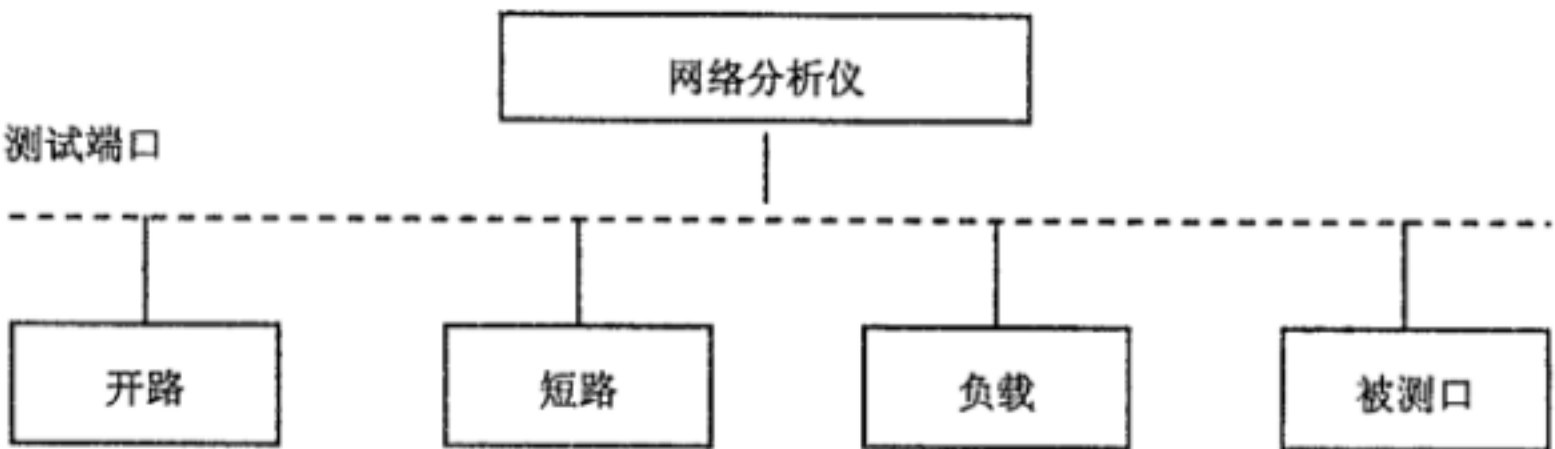 网络分析仪
测试端口
开路
短路
负载
被测口